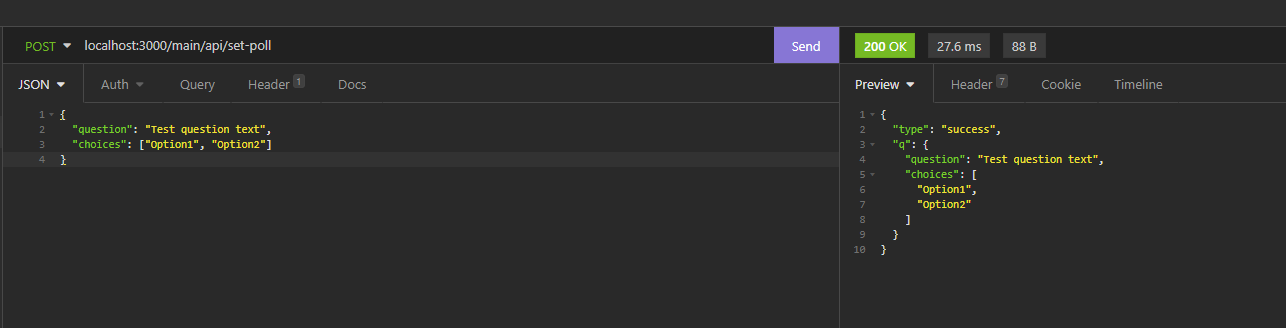 POST localhost:3000/main/api/set-poll Send 200 OK 27.6 ms 88 B
JSON Auth Query Header 1 Docs Preview Header 7 Cookie Timeline
1 {
2 "question": "Test question text",
3 "choices": ["Option1", "Option2"]
4 }
1 {
2 "type": "success",
3 "q": {
4 "question": "Test question text",
5 "choices": [
6 "Option1",
7 "Option2"
8 ]
9 }
10 }